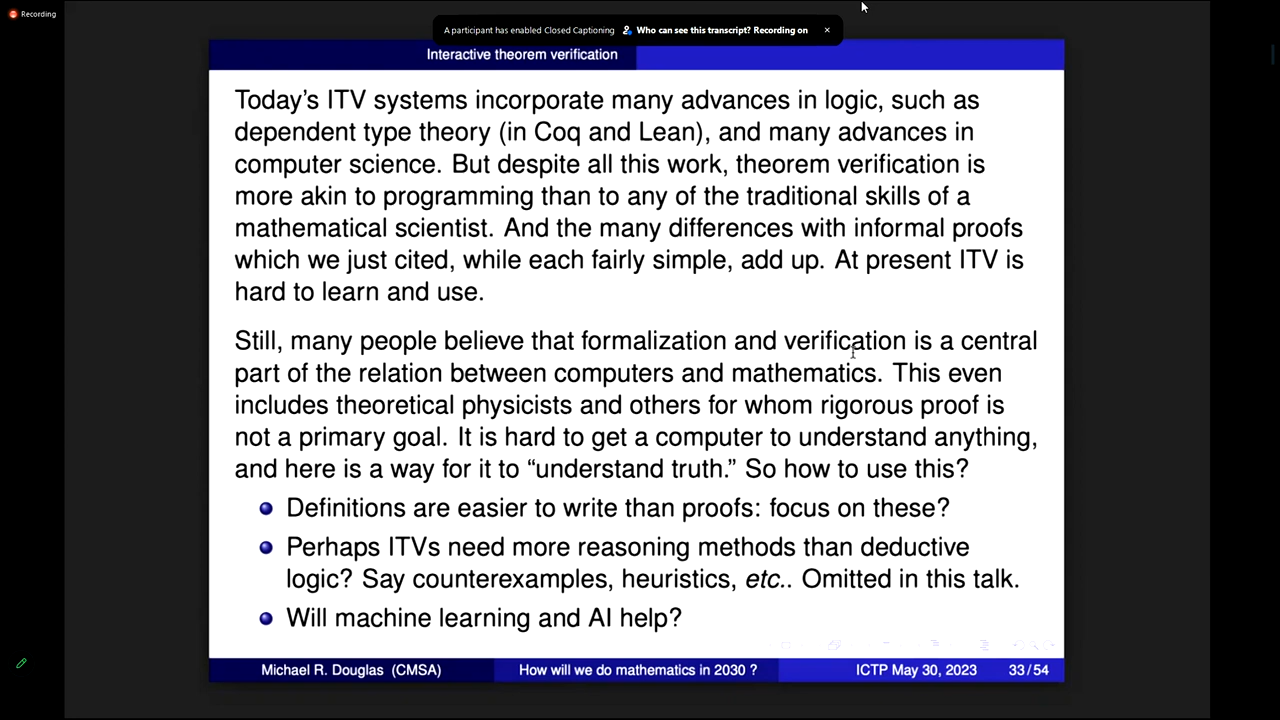 Recording
A participant has enabled Closed Captioning Who can see this transcript? Recording on ×
Interactive theorem verification
Today's ITV systems incorporate many advances in logic, such as
dependent type theory (in Coq and Lean), and many advances in
computer science. But despite all this work, theorem verification is
more akin to programming than to any of the traditional skills of a
mathematical scientist. And the many differences with informal proofs
which we just cited, while each fairly simple, add up. At present ITV is
hard to learn and use.
Still, many people believe that formalization and verification is a central
part of the relation between computers and mathematics. This even
includes theoretical physicists and others for whom rigorous proof is
not a primary goal. It is hard to get a computer to understand anything,
and here is a way for it to “understand truth.” So how to use this?
Definitions are easier to write than proofs: focus on these?
Perhaps ITVs need more reasoning methods than deductive
logic? Say counterexamples, heuristics, etc.. Omitted in this talk.
Will machine learning and AI help?
Michael R. Douglas (CMSA) How will we do mathematics in 2030 ? ICTP May 30, 2023 33 / 54